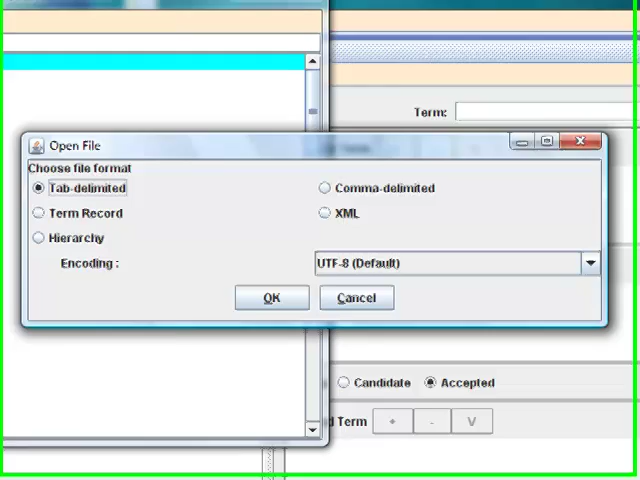 Term:
Open File
Choose file format
Tab-delimited
Comma-delimited
Term Record
XML
Hierarchy
Encoding :
UTF-8 (Default)
OK
Cancel
Candidate
Accepted
Term
+
-
V